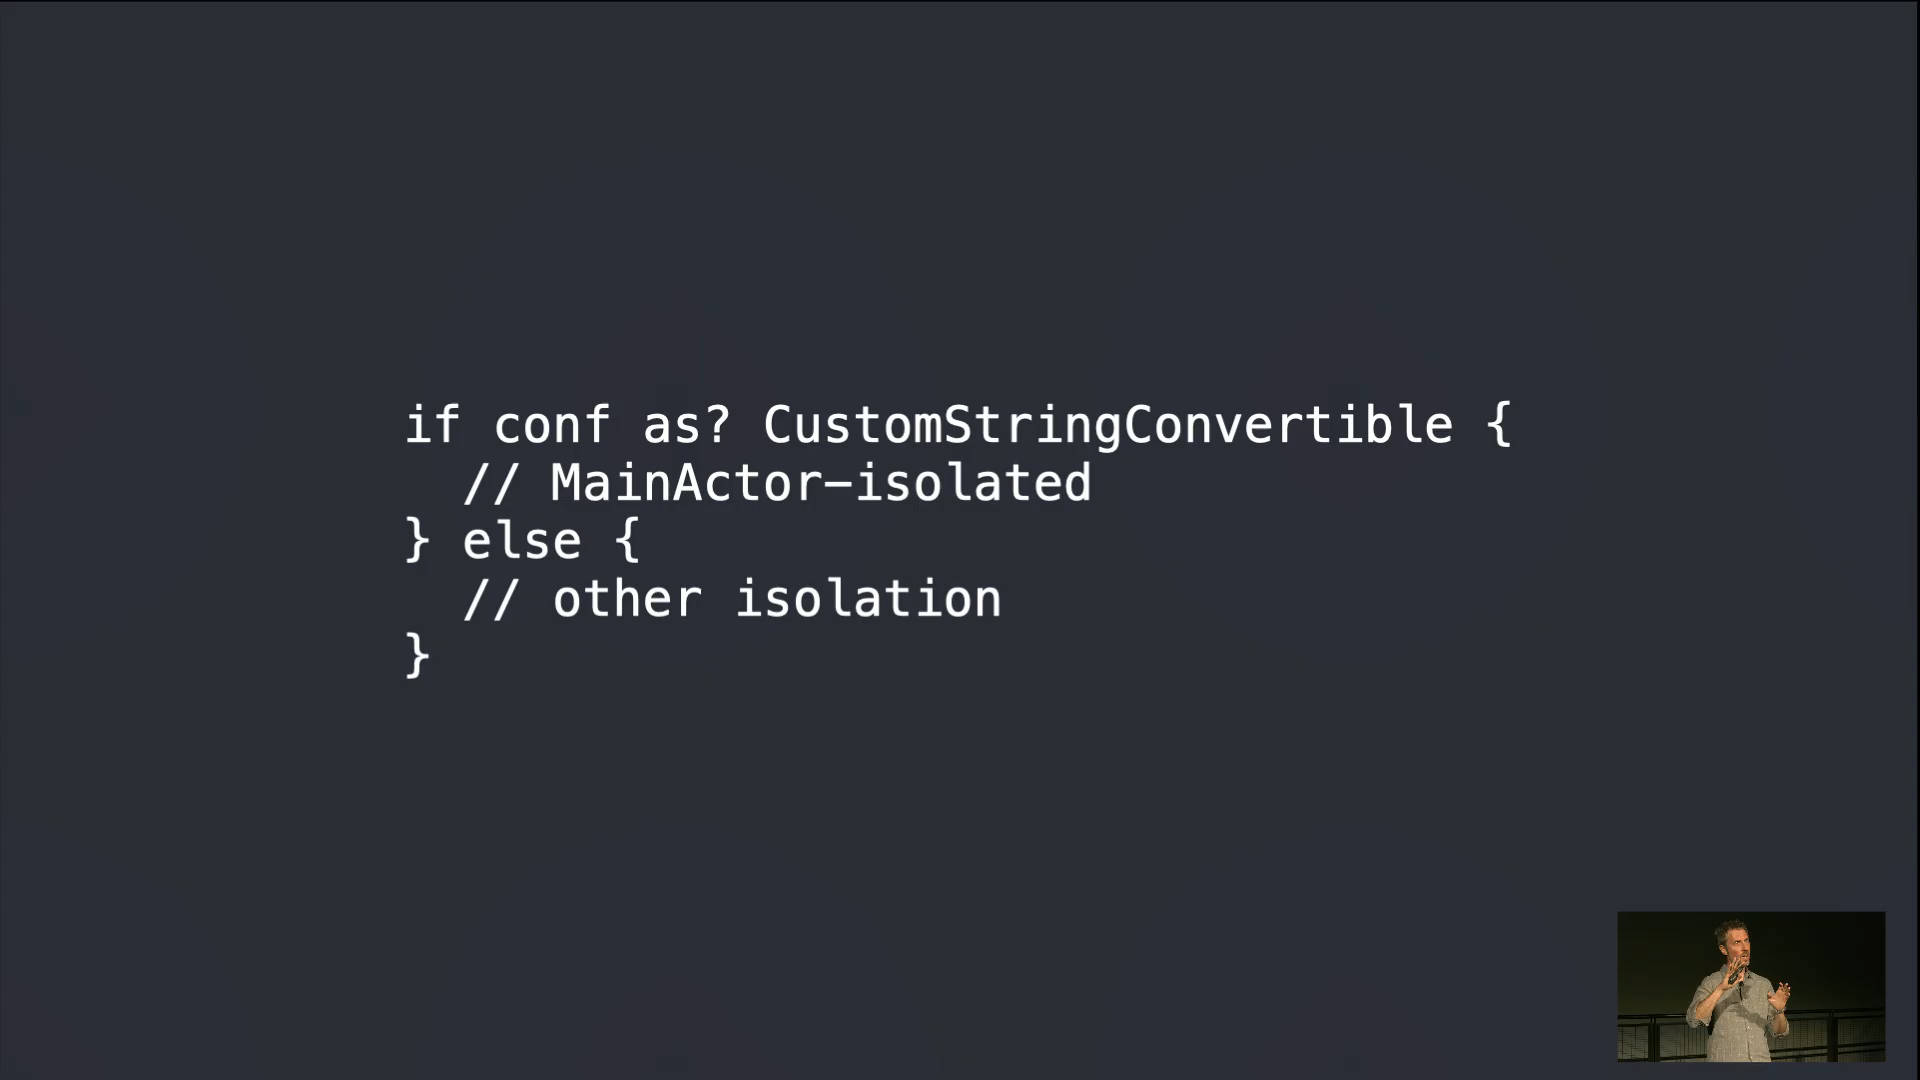 if conf as? CustomStringConvertible {
// MainActor-isolated
} else {
// other isolation
}